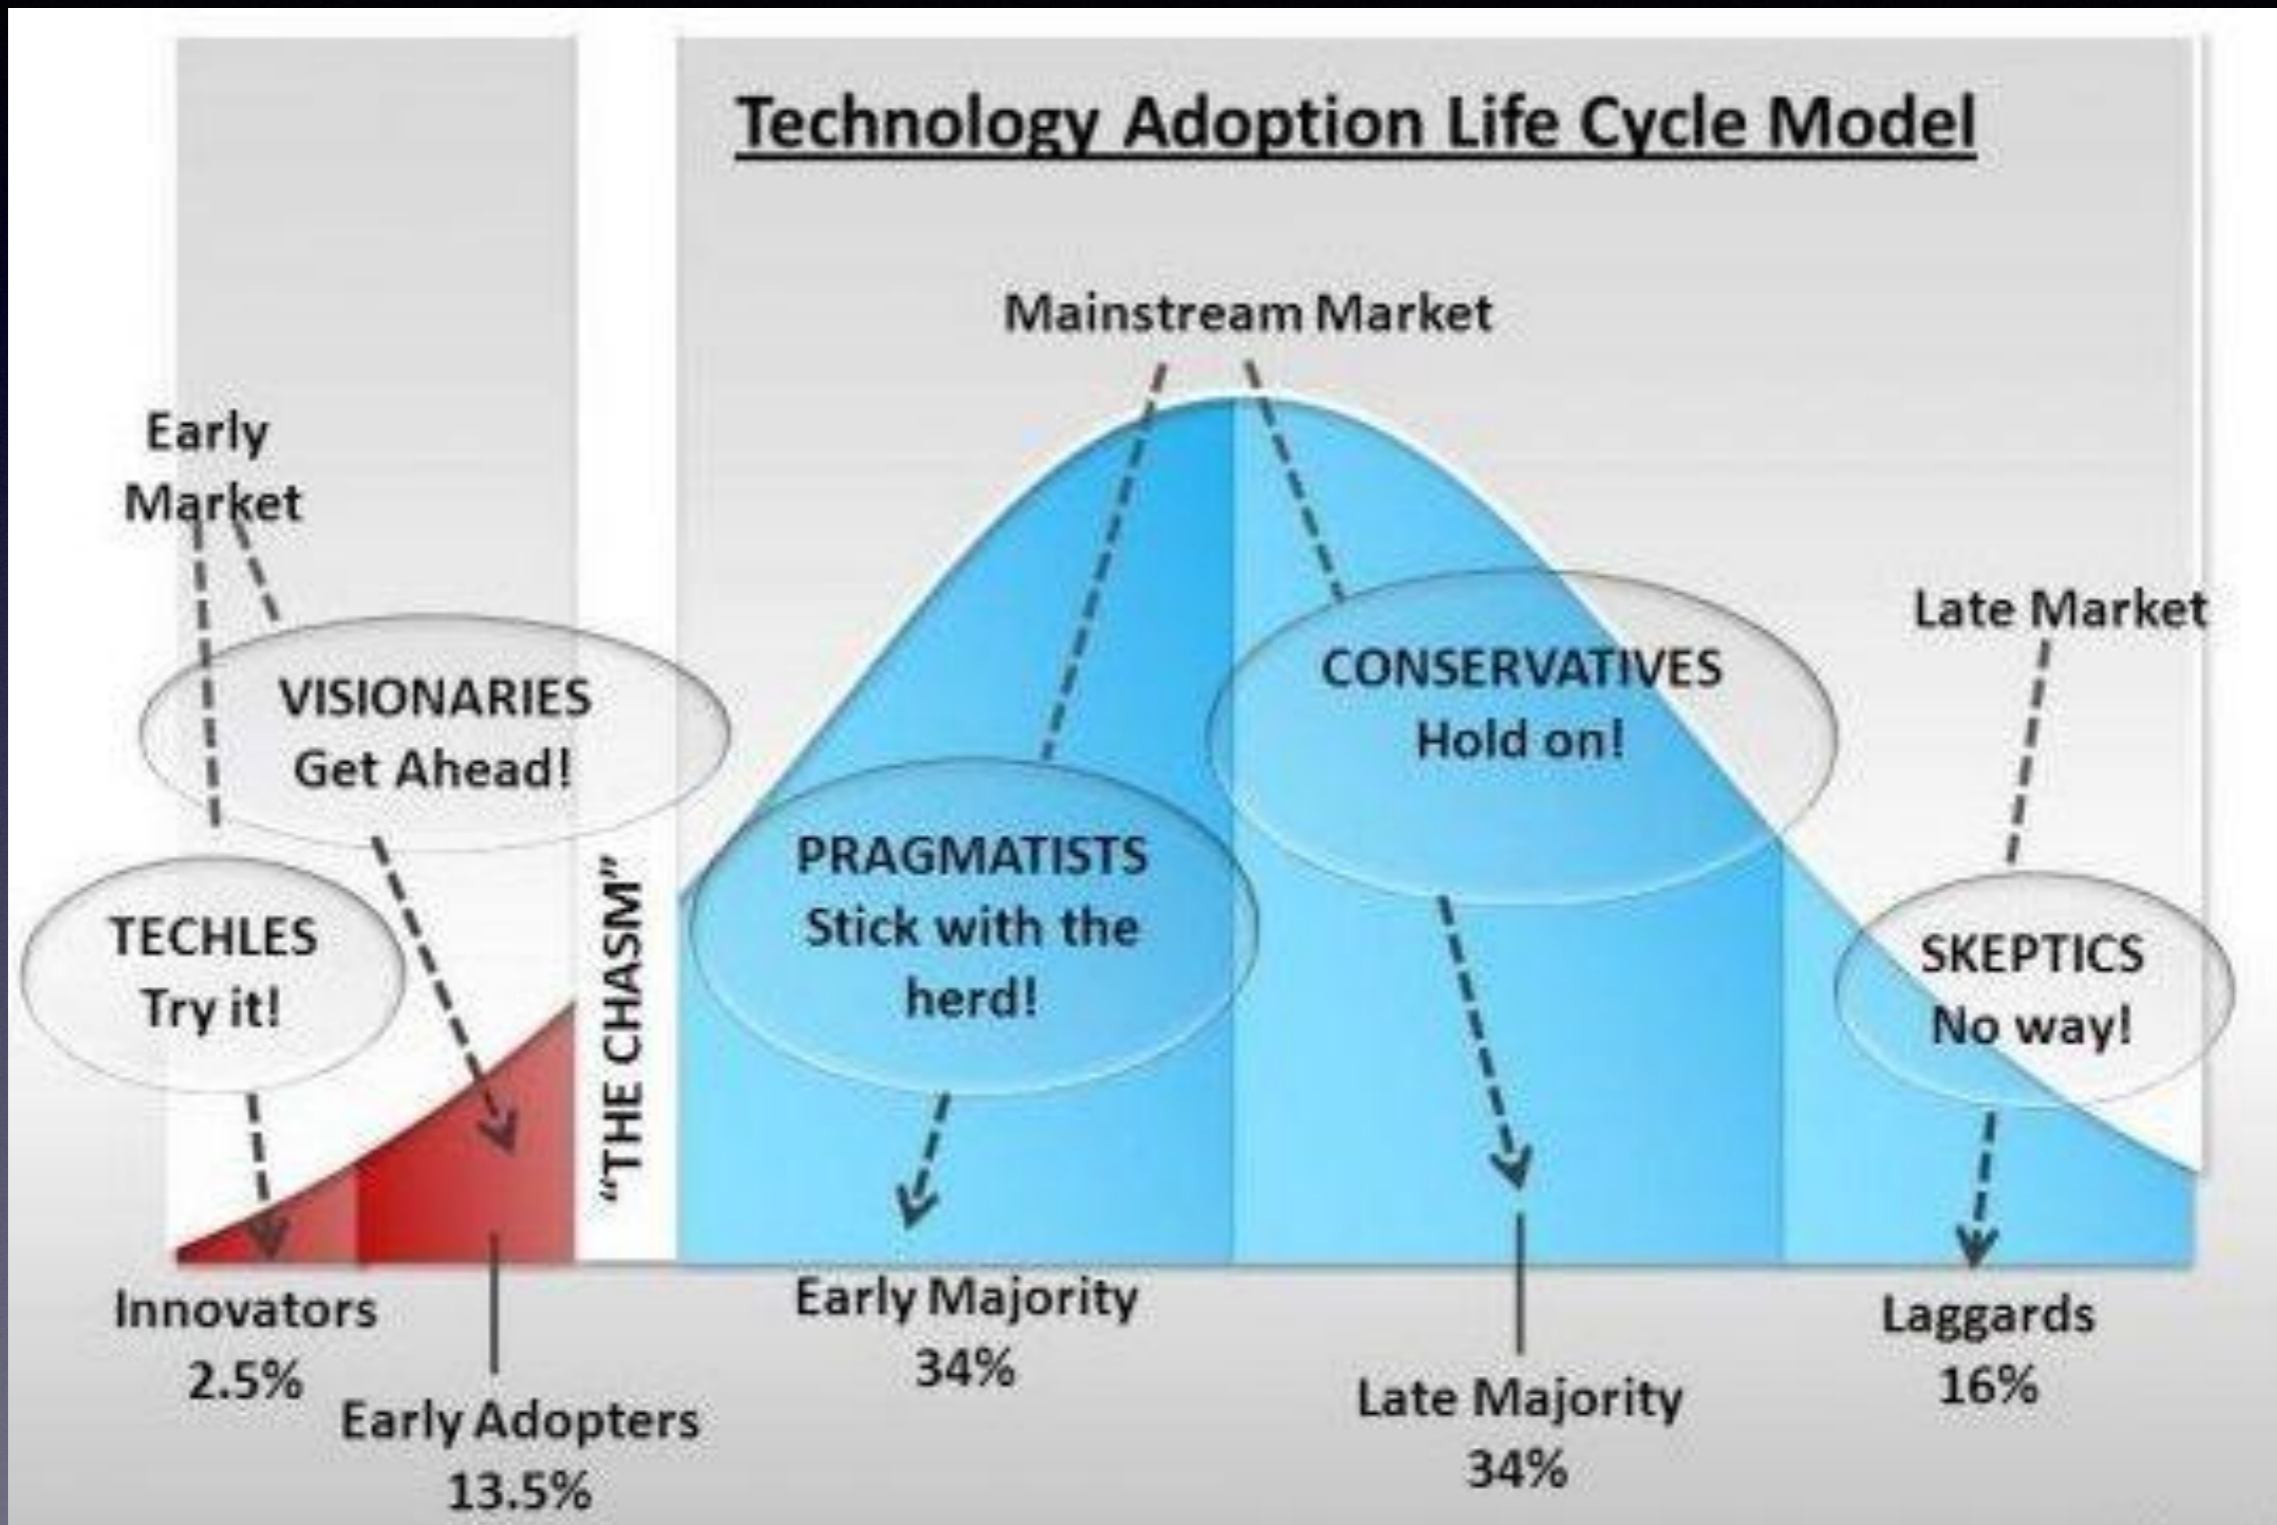 Technology Adoption Life Cycle Model
Mainstream Market
Early
Market
Late Market
VISIONARIES
Get Ahead!
CONSERVATIVES
Hold on!
TECHLES
Try it!
"THE CHASM"
PRAGMATISTS
Stick with the
herd!
SKEPTICS
No way!
Innovators
2.5%
Early Adopters
13.5%
Early Majority
34%
Late Majority
34%
Laggards
16%